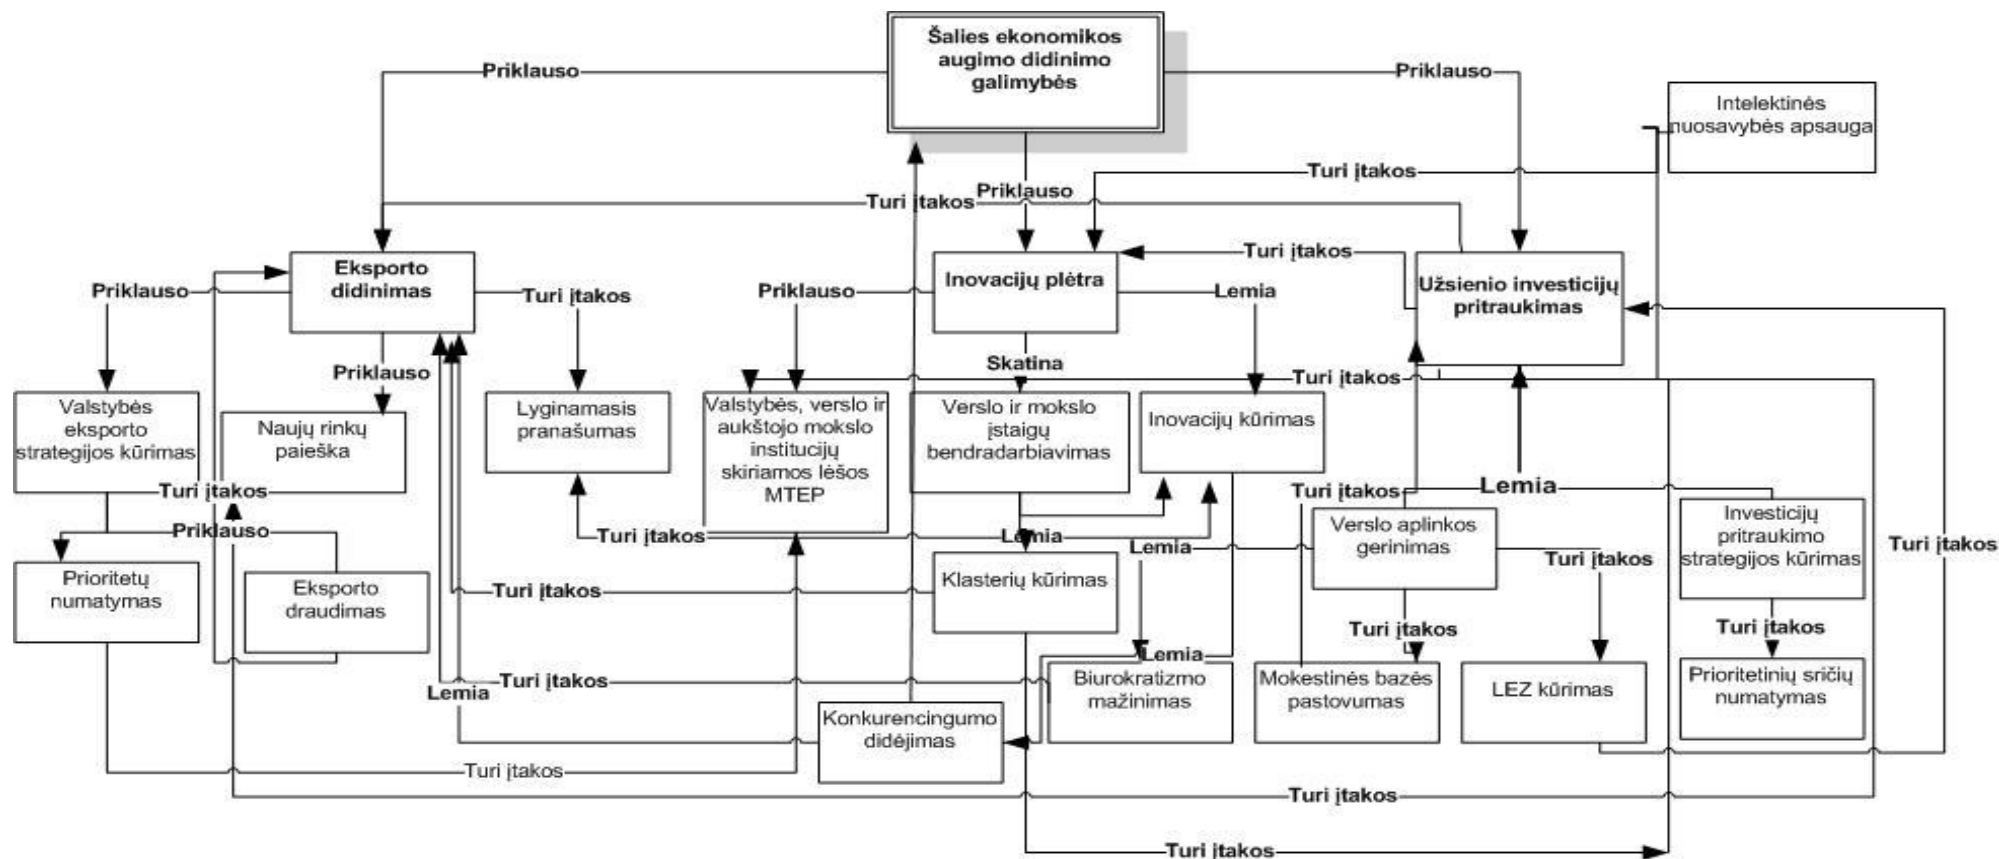 Šalies ekonomikos
augimo didinimo
galimybės
Priklauso
Priklauso
Intelektinės
nuosavybės apsauga
Turi įtakos
Priklauso
Turi įtakos
Turi įtakos
Eksporto
didinimas
Inovacijų plėtra
Užsienio investicijų
pritraukimas
Priklauso
Turi įtakos
Priklauso
Lemia
Priklauso
Skatina
Turi įtakos
Valstybės
eksporto
strategijos kūrimas
Naujų rinkų
paieška
Lyginamasis
pranašumas
Valstybės, verslo ir
aukštojo mokslo
institucijų
skiriamos lėšos
MTEP
Verslo ir mokslo
įstaigų
bendradarbiavimas
Inovacijų kūrimas
Turi įtakos
Turi įtakos
Lemia
Priklauso
Turi įtakos
Lemia
Lemia
Verslo aplinkos
gerinimas
Turi įtakos
Investicijų
pritraukimo
strategijos kūrimas
Turi įtakos
Prioritetų
numatymas
Eksporto
draudimas
Turi įtakos
Klasterių kūrimas
Turi įtakos
Turi įtakos
Lemia
Lemia
Turi įtakos
Biurokratizmo
mažinimas
Mokestinės bazės
pastovumas
LEZ kūrimas
Prioritetinių sričių
numatymas
Konkurencingumo
didėjimas
Turi įtakos
Turi įtakos
Turi įtakos